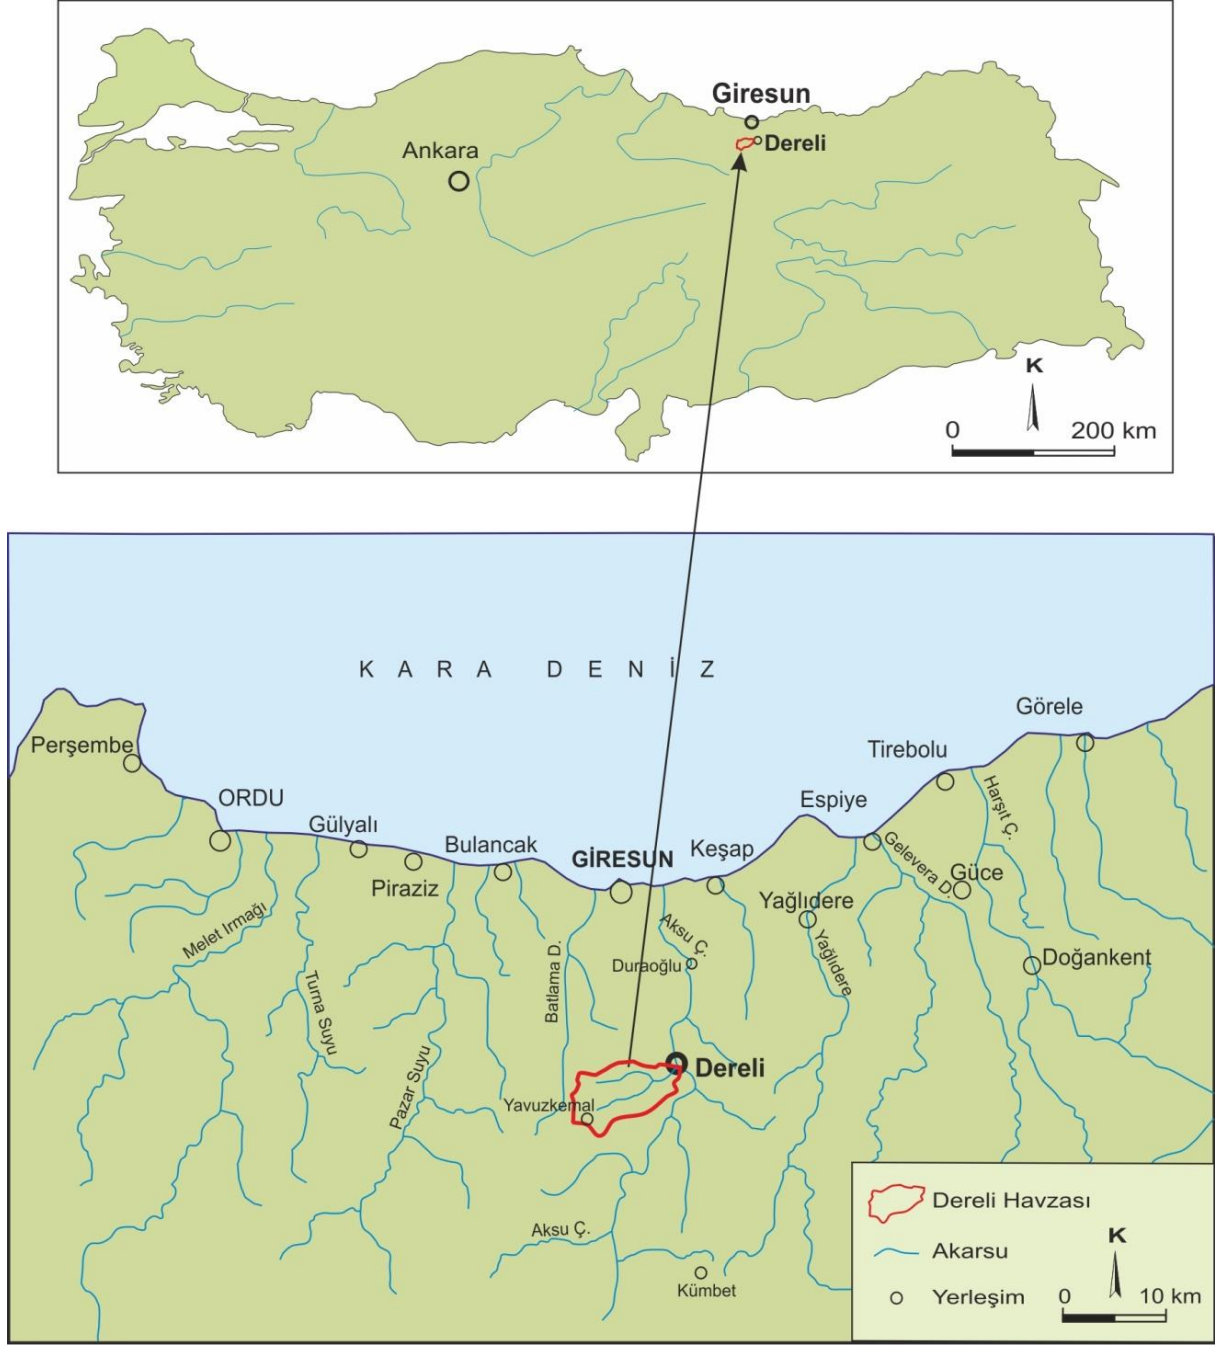 Giresun
Dereli
Ankara
K
0 200 km
K A R A D E N İ Z
Görele
Perşembe
Tirebolu
Harşıt Ç.
ORDU
Espiye
Gülyalı
Bulancak
GİRESUN
Keşap
Gelevera D.
Güce
Piraziz
Yağlıdere
Melet Irmağı
Aksu Ç.
Duraoğlu
Yağlıdere
Doğankent
Batlama D.
Turna Suyu
Pazar Suyu
Dereli
Yavuzkemal
Aksu Ç.
Kümbet
Dereli Havzası
Akarsu
Yerleşim
K
0 10 km